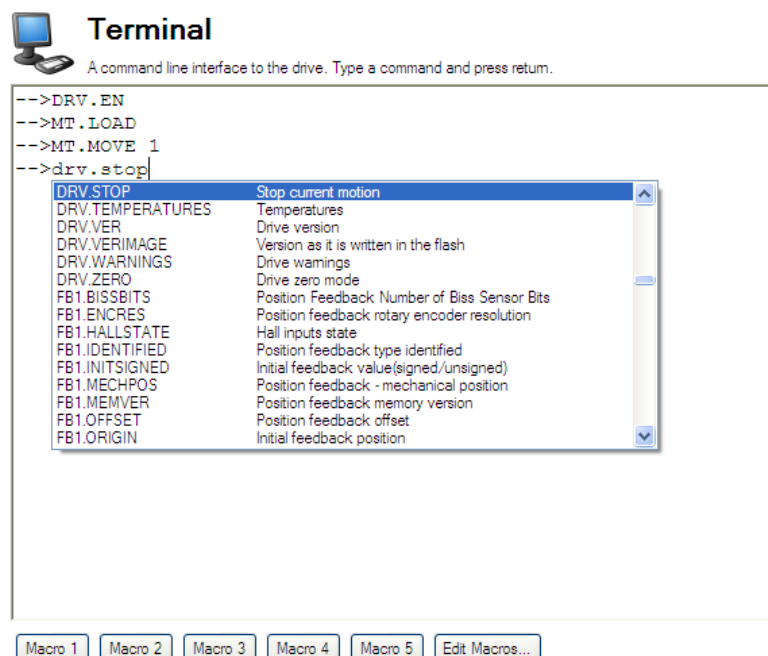 Terminal
A command line interface to the drive. Type a command and press return.
-->DRV.EN
-->MT.LOAD
-->MT.MOVE 1
-->drv.stop
DRV.STOP Stop current motion
DRV.TEMPERATURES Temperatures
DRV.VER Drive version
DRV.VERIMAGE Version as it is written in the flash
DRV.WARNINGS Drive warnings
DRV.ZERO Drive zero mode
FB1.BISSBITS Position Feedback Number of Biss Sensor Bits
FB1.ENCRES Position feedback rotary encoder resolution
FB1.HALLSTATE Hall inputs state
FB1.IDENTIFIED Position feedback type identified
FB1.INITSIGNED Initial feedback value(signed/unsigned)
FB1.MECHPOS Position feedback - mechanical position
FB1.MEMVER Position feedback memory version
FB1.OFFSET Position feedback offset
FB1.ORIGIN Initial feedback position
Macro 1 Macro 2 Macro 3 Macro 4 Macro 5 Edit Macros...